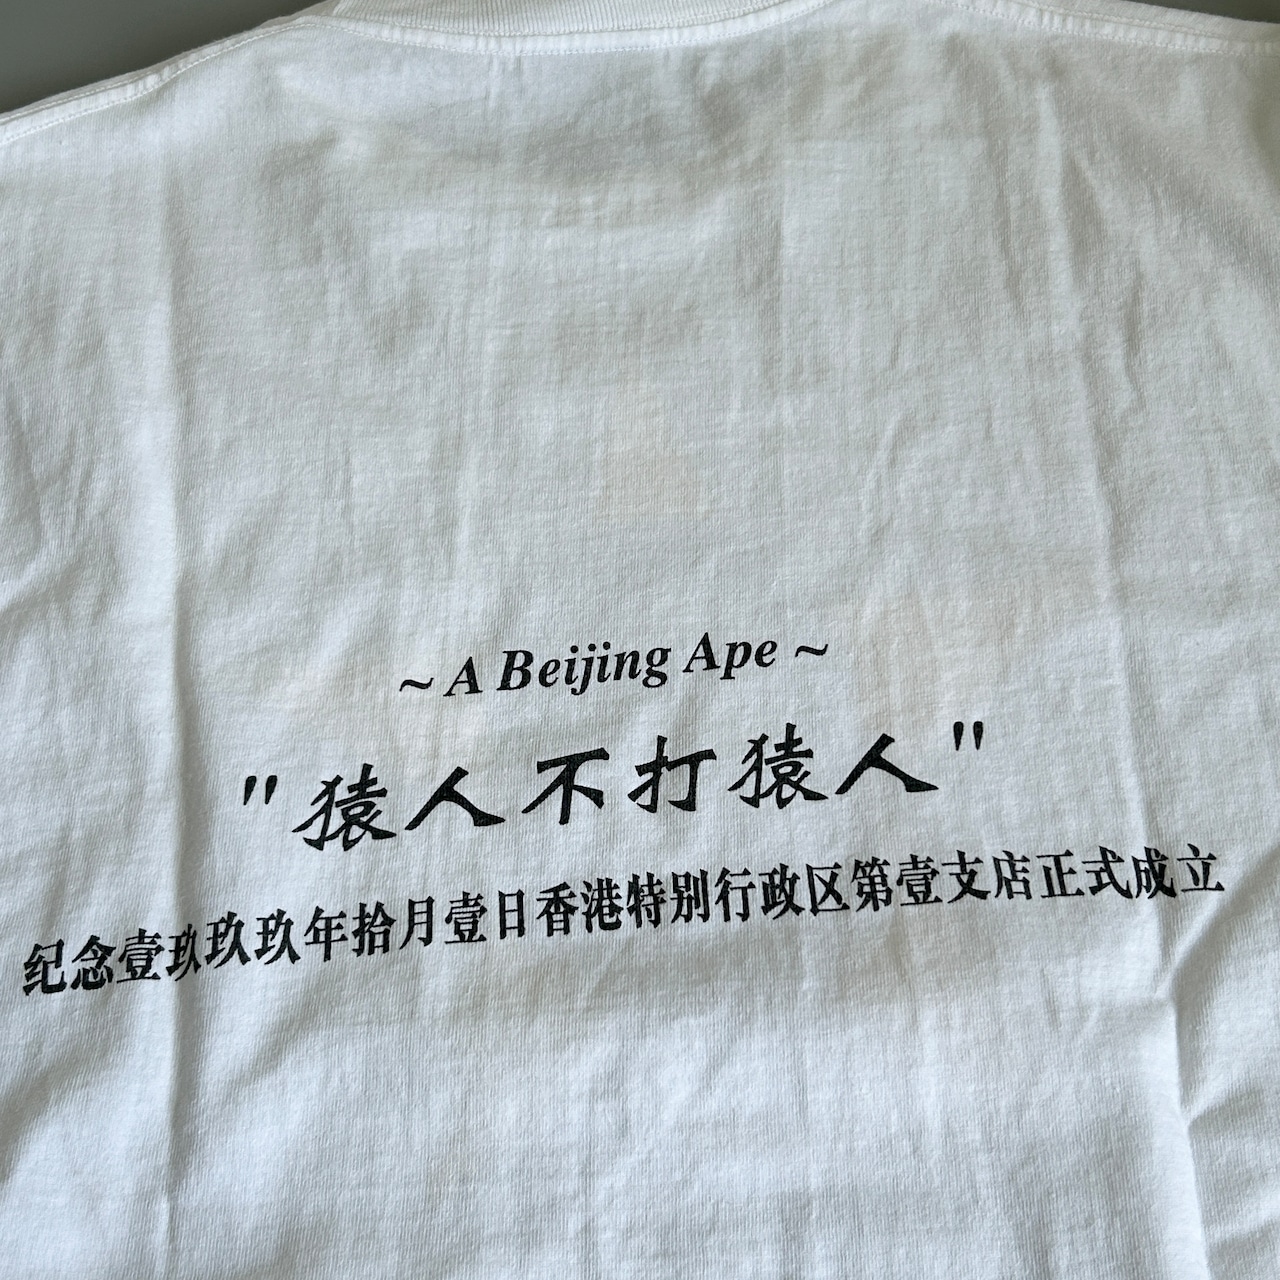 ~ A Beijing Ape ~
"猿人不打猿人"
纪念壹玖玖玖年拾月壹日香港特别行政区第壹支店正式成立